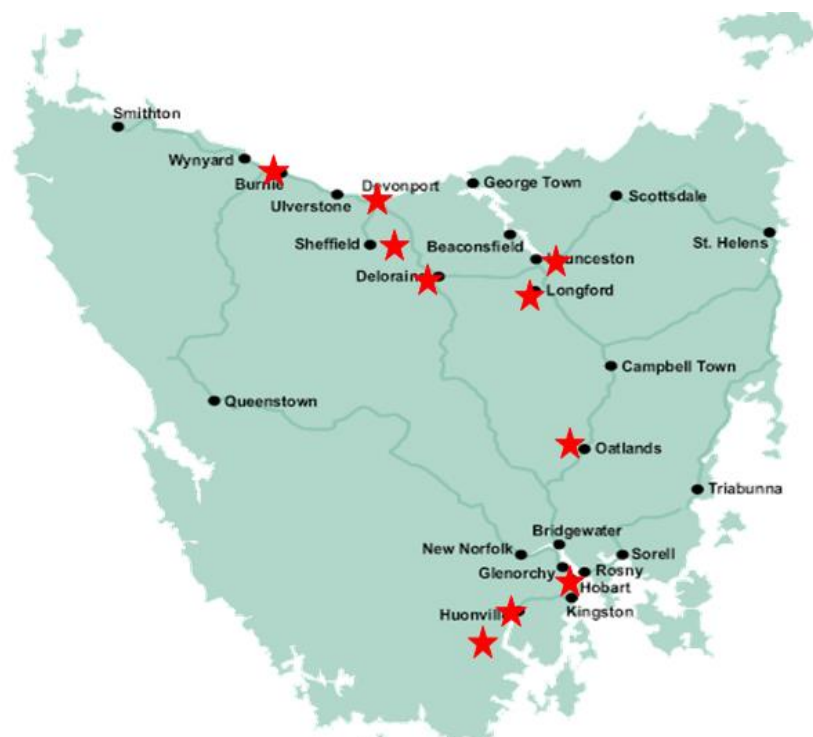 Smithton
Wynyard
Burnie
Devonport
George Town
Ulverstone
Scottsdale
Sheffield
Beaconsfield
St. Helens
Launceston
Deloraine
Longford
Campbell Town
Queenstown
Oatlands
Triabunna
Bridgewater
New Norfolk
Sorell
Glenorchy
Rosny
Hobart
Huonville
Kingston